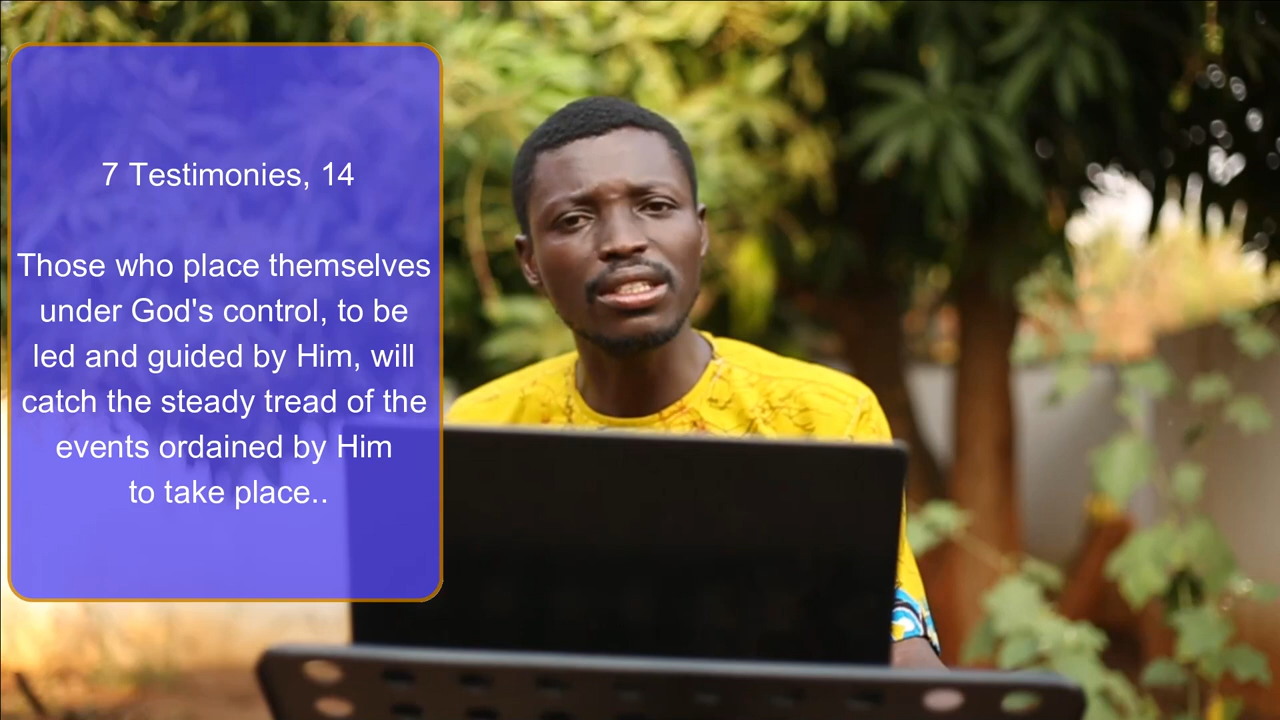 7 Testimonies, 14
Those who place themselves
under God's control, to be
led and guided by Him, will
catch the steady tread of the
events ordained by Him
to take place..